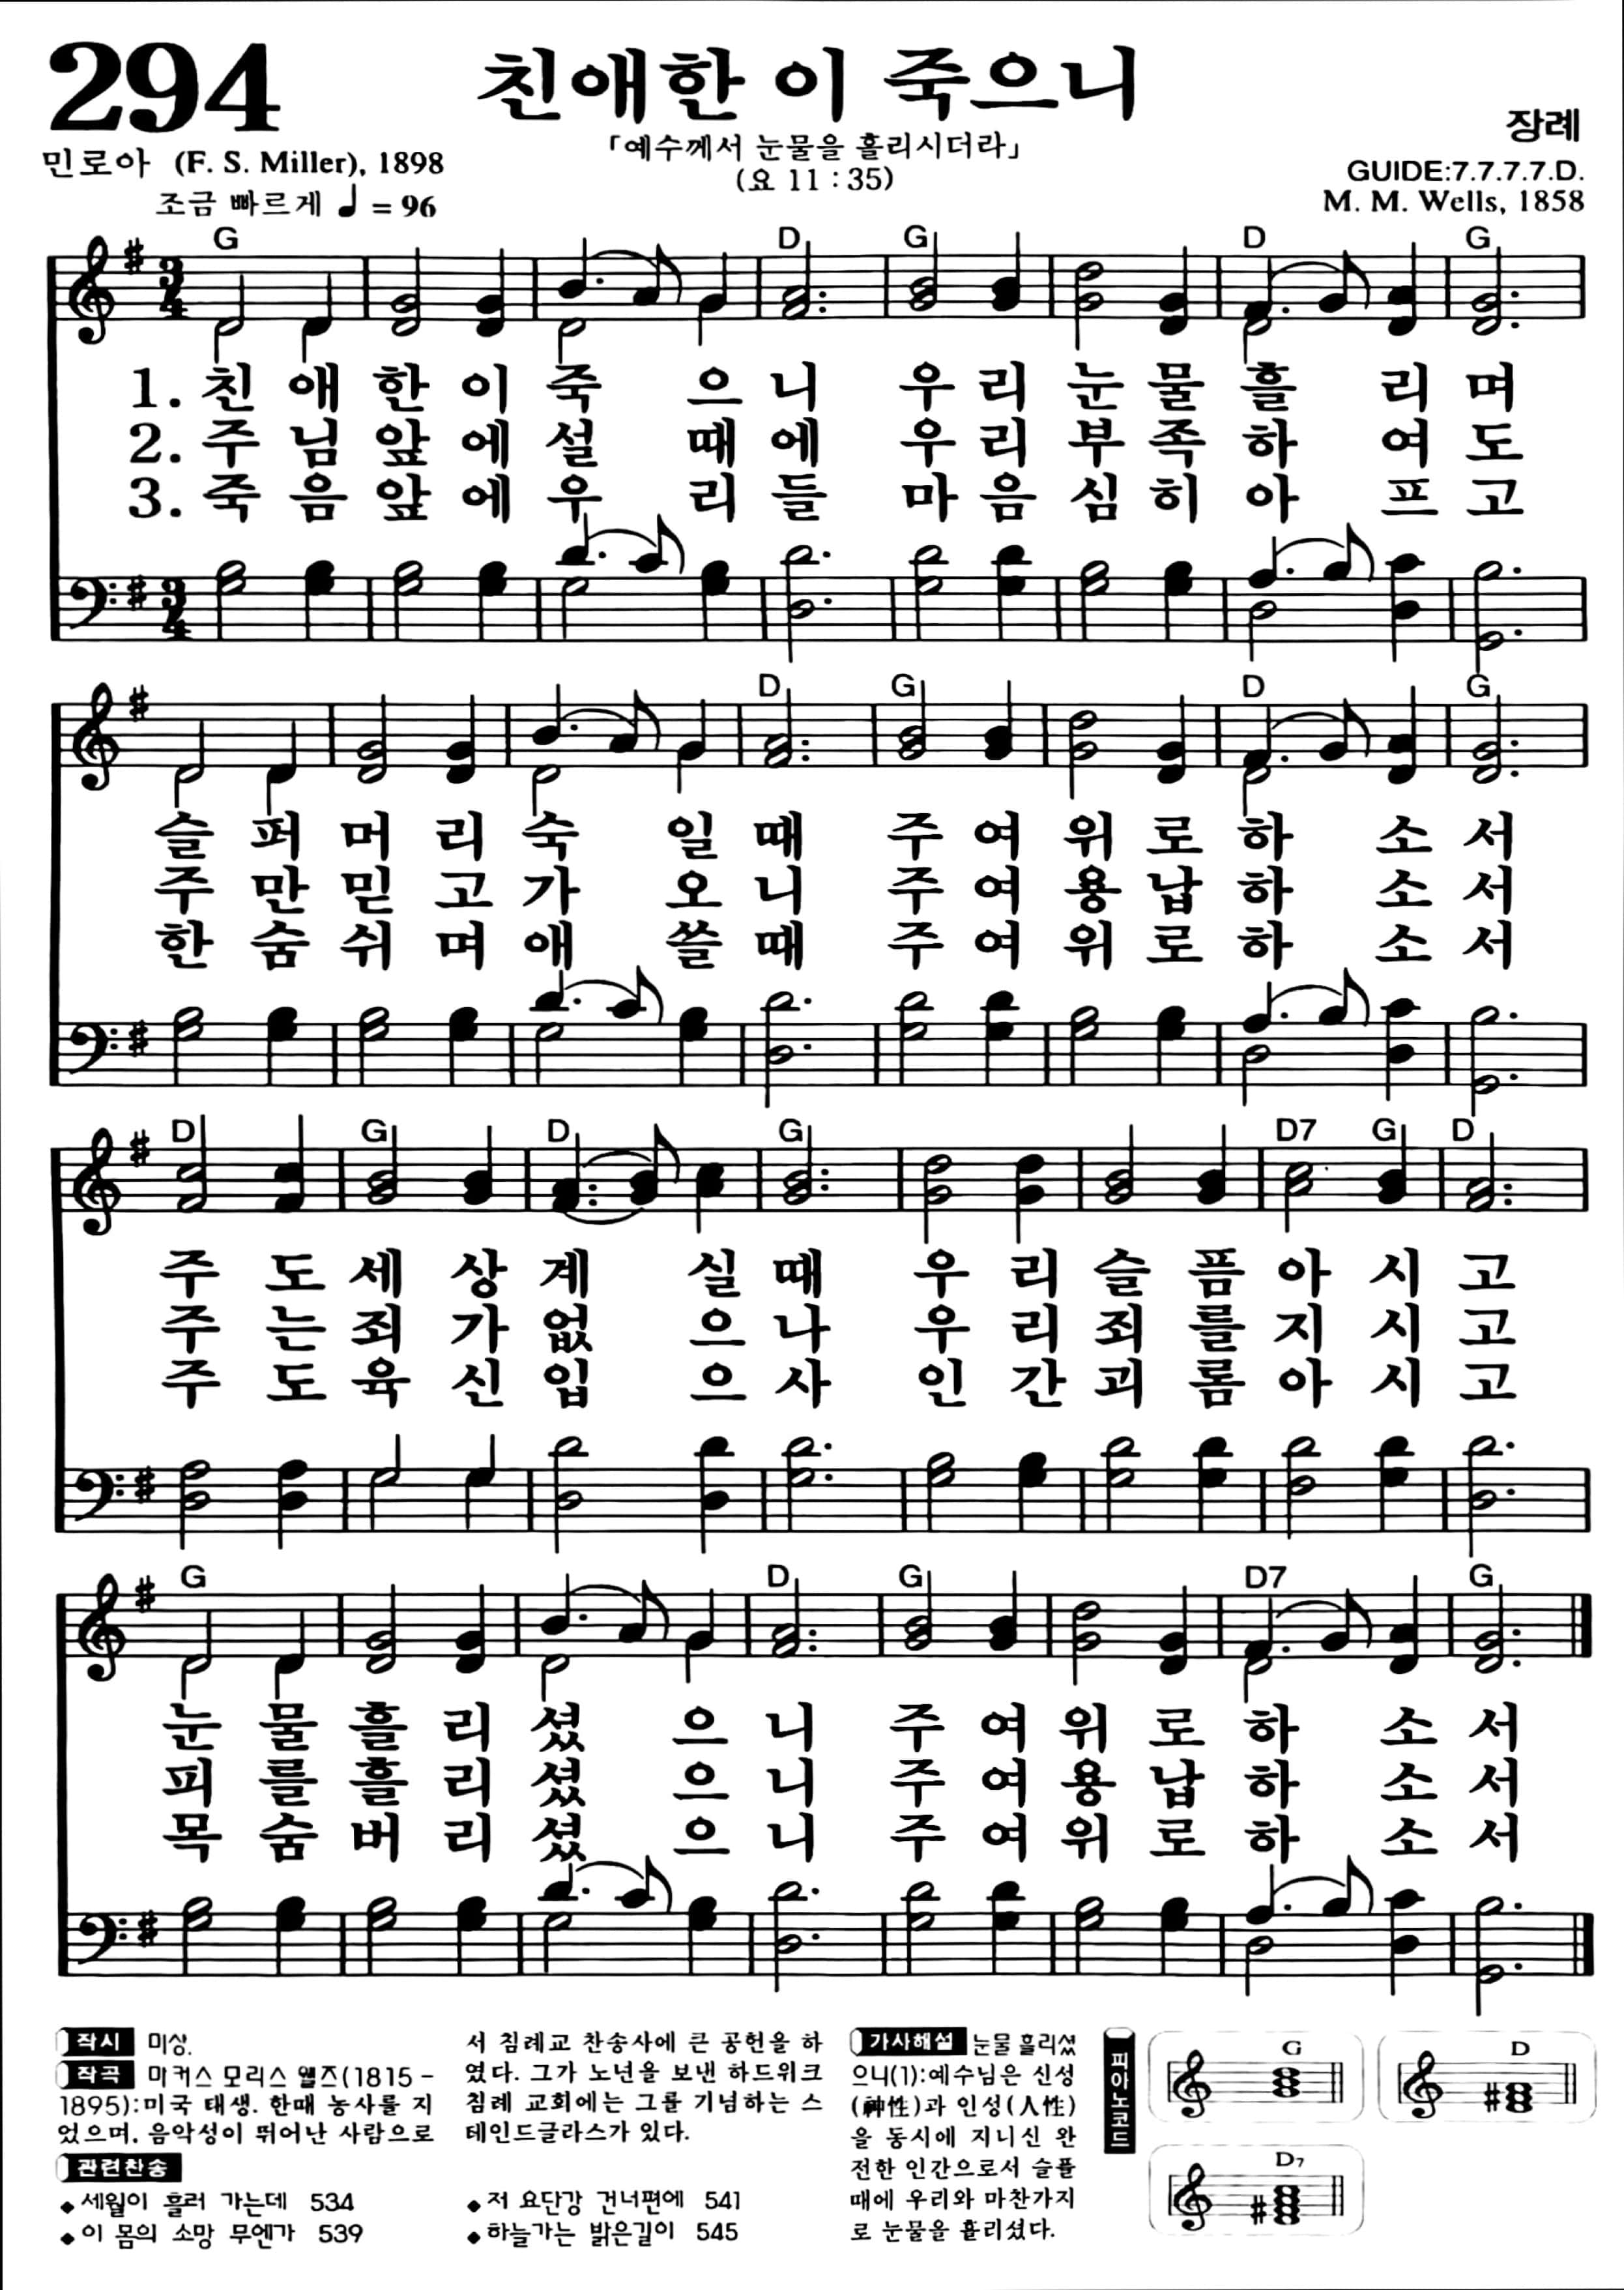 294
친애한 이 죽으니
장례
「예수께서 눈물을 흘리시더라」
(요 11 : 35)
민로아 (F. S. Miller), 1898
조금 빠르게 ♩ = 96
GUIDE:7.7.7.7.D.
M. M. Wells, 1858
G D G D G
1. 친 애 한 이 죽 으 니 우 리 눈 물 흘 리 며
2. 주 님 앞 에 설 때 에 우 리 부 족 하 여 도
3. 죽 음 앞 에 우 리 들 마 음 심 히 아 프 고
D G D G
슬 퍼 머 리 숙 일 때 주 여 위 로 하 소 서
주 만 믿 고 가 오 니 주 여 용 납 하 소 서
한 숨 쉬 며 애 쓸 때 주 여 위 로 하 소 서
D G D G D7 G D
주 도 세 상 계 실 때 우 리 슬 픔 아 시 고
주 는 죄 가 없 으 나 우 리 죄 를 지 시 고
주 도 육 신 입 으 사 인 간 괴 롬 아 시 고
G D G D7 G
눈 물 흘 리 셨 으 니 주 여 위 로 하 소 서
피 를 흘 리 셨 으 니 주 여 용 납 하 소 서
목 숨 버 리 셨 으 니 주 여 위 로 하 소 서
작시 미상.
작곡 마커스 모리스 웰즈(1815-
1895):미국 태생. 한때 농사를 지
었으며, 음악성이 뛰어난 사람으로
서 침례교 찬송사에 큰 공헌을 하
였다. 그가 노년을 보낸 하드위크
침례 교회에는 그를 기념하는 스
테인드글라스가 있다.
관련찬송
◆세월이 흘러 가는데 534
◆이 몸의 소망 무엔가 539
◆저 요단강 건너편에 541
◆하늘가는 밝은길이 545
가사해설 눈물 흘리셨
으니(1):예수님은 신성
(神性)과 인성(人性)
을 동시에 지니신 완
전한 인간으로서 슬플
때에 우리와 마찬가지
로 눈물을 흘리셨다.
피아노코드
G
D
D7